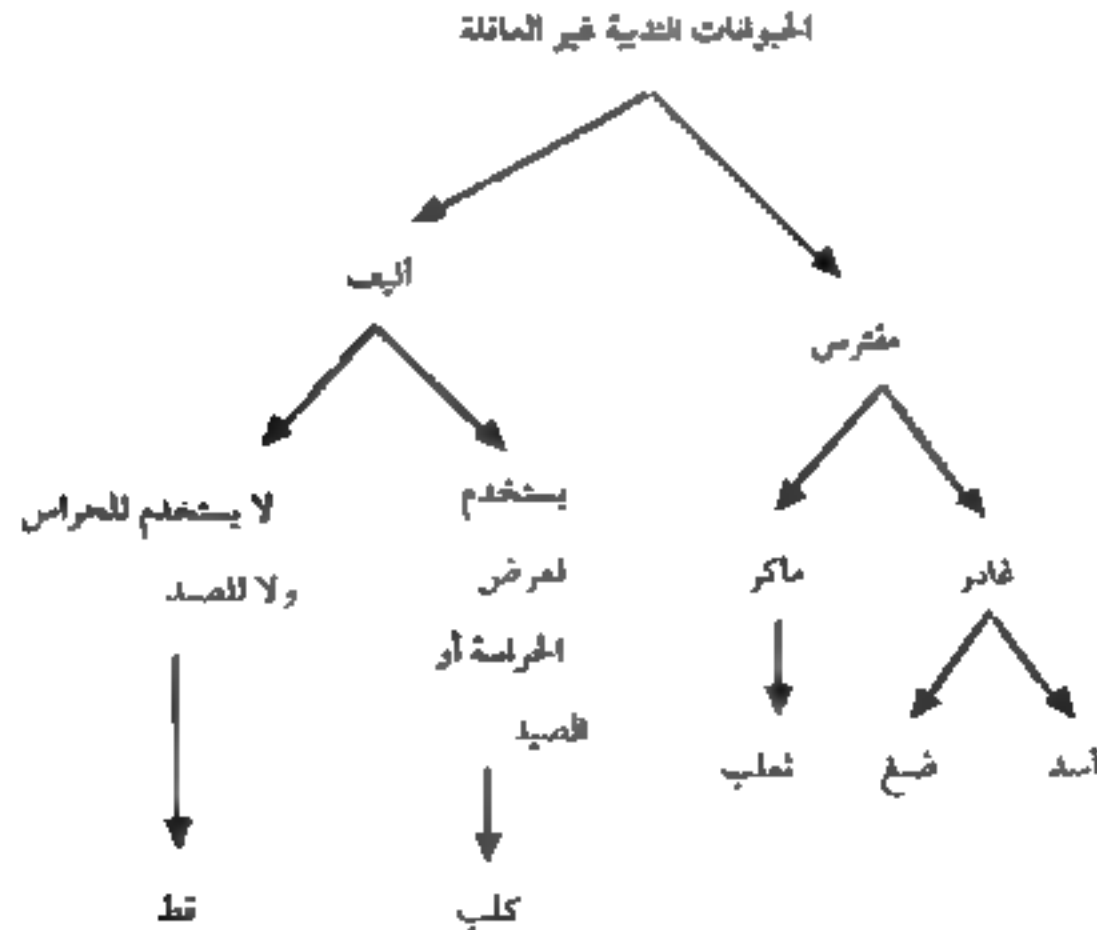 الحيوانات الثديية غير العاقلة
أليف
مفترس
لا يستخدم للحراس
ولا للصيد
يستخدم
لغرض
الحراسة أو
الصيد
ماكر
غادر
ثعلب
ضبع
أسد
قط
كلب